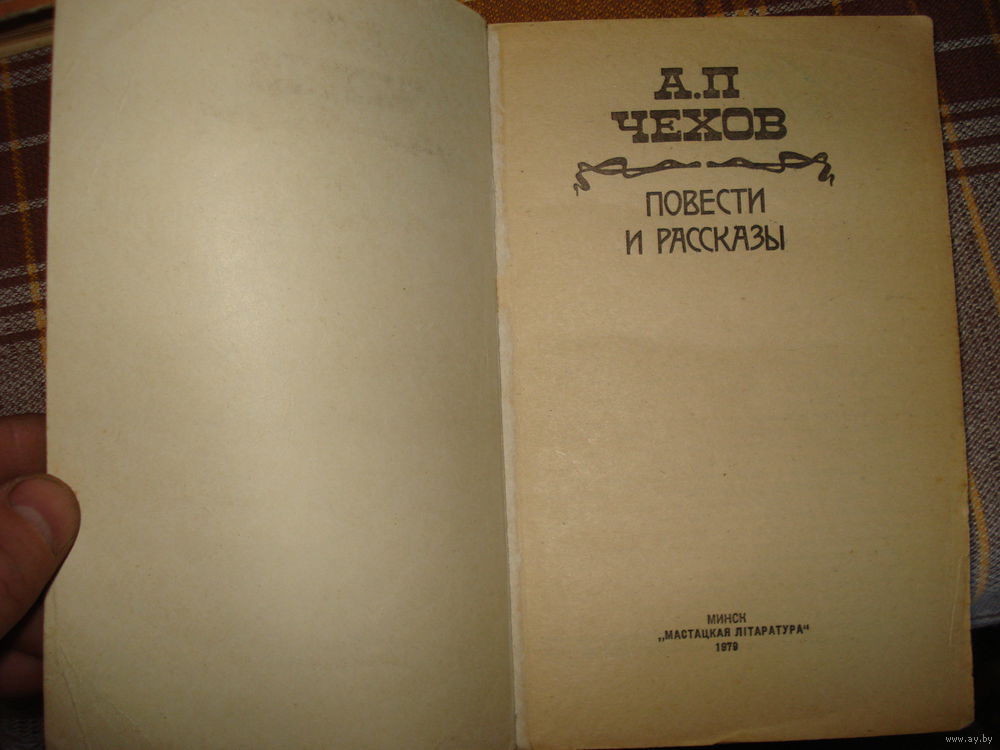 А.П
ЧЕХОВ
ПОВЕСТИ
И РАССКАЗЫ
МИНСК
„МАСТАЦКАЯ ЛІТАРАТУРА“
1979
www.ay.by